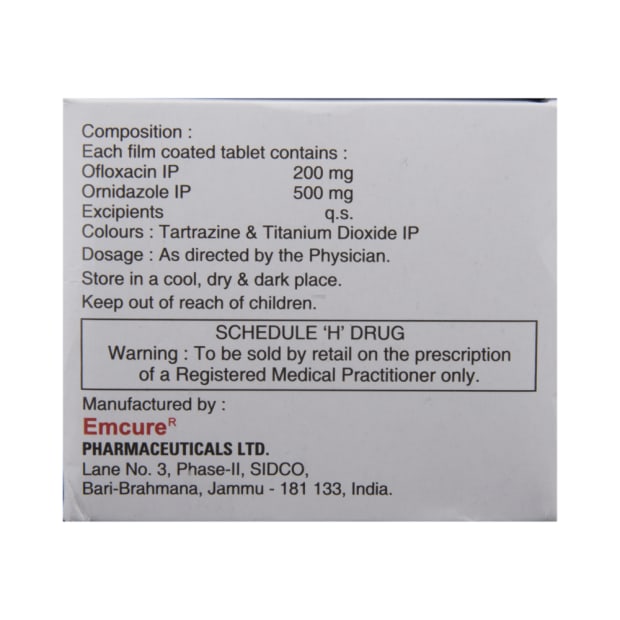 Composition :
Each film coated tablet contains :
Ofloxacin IP 200 mg
Ornidazole IP 500 mg
Excipients q.s.
Colours : Tartrazine & Titanium Dioxide IP
Dosage : As directed by the Physician.
Store in a cool, dry & dark place.
Keep out of reach of children.
SCHEDULE 'H' DRUG
Warning : To be sold by retail on the prescription
of a Registered Medical Practitioner only.
Manufactured by :
Emcure R
PHARMACEUTICALS LTD.
Lane No. 3, Phase-II, SIDCO,
Bari-Brahmana, Jammu - 181 133, India.